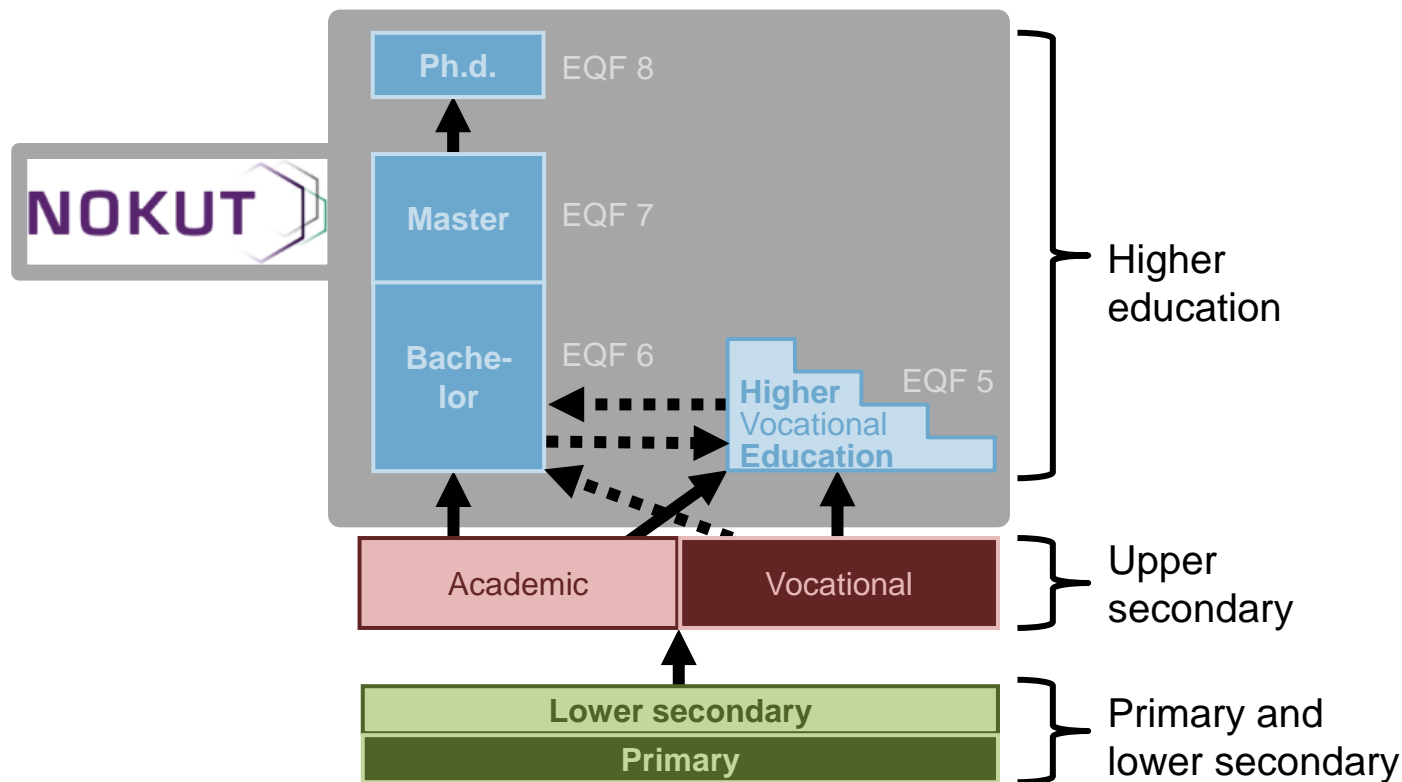 Ph.d.
EQF 8
NOKUT
Master
EQF 7
Higher
education
Bache-
lor
EQF 6
EQF 5
Higher
Vocational
Education
Academic
Vocational
Upper
secondary
Lower secondary
Primary
Primary and
lower secondary